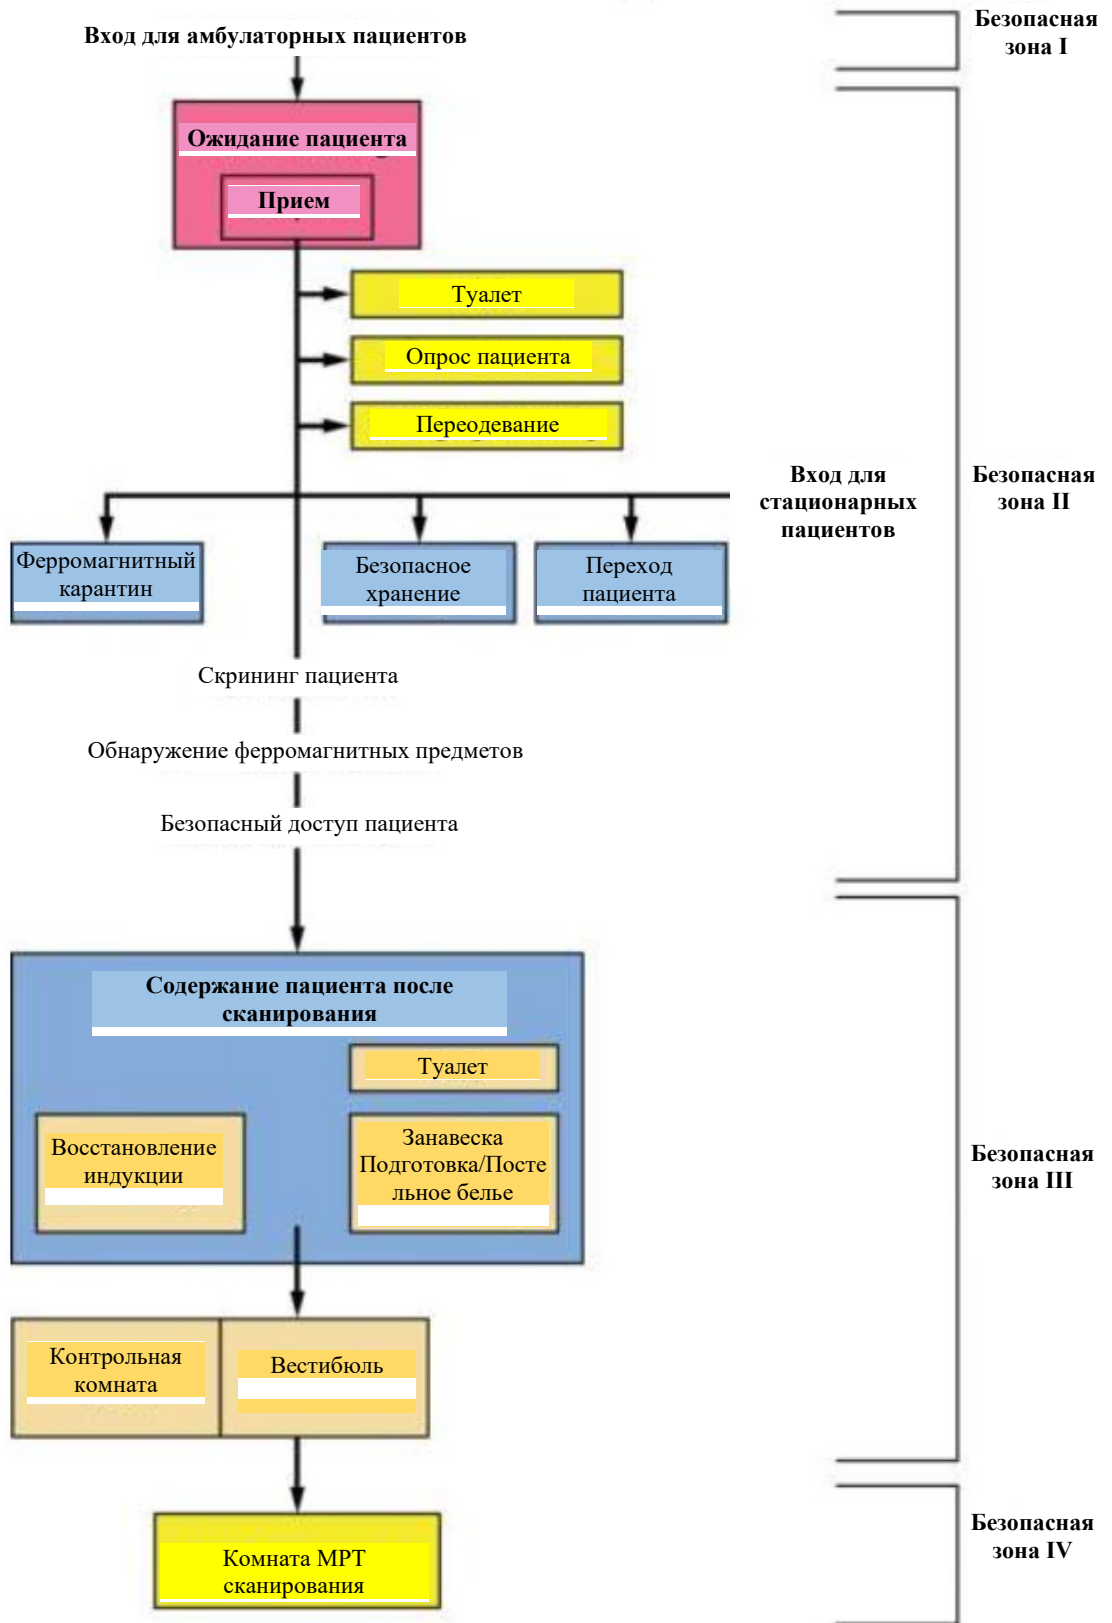 Вход для амбулаторных пациентов
Безопасная
зона I
Ожидание пациента
Прием
Туалет
Опрос пациента
Переодевание
Вход для
стационарных
пациентов
Безопасная
зона II
Ферромагнитный
карантин
Безопасное
хранение
Переход
пациента
Скрининг пациента
Обнаружение ферромагнитных предметов
Безопасный доступ пациента
Содержание пациента после
сканирования
Туалет
Восстановление
индукции
Занавеска
Подготовка/Посте
льное белье
Безопасная
зона III
Контрольная
комната
Вестибюль
Комната МРТ
сканирования
Безопасная
зона IV